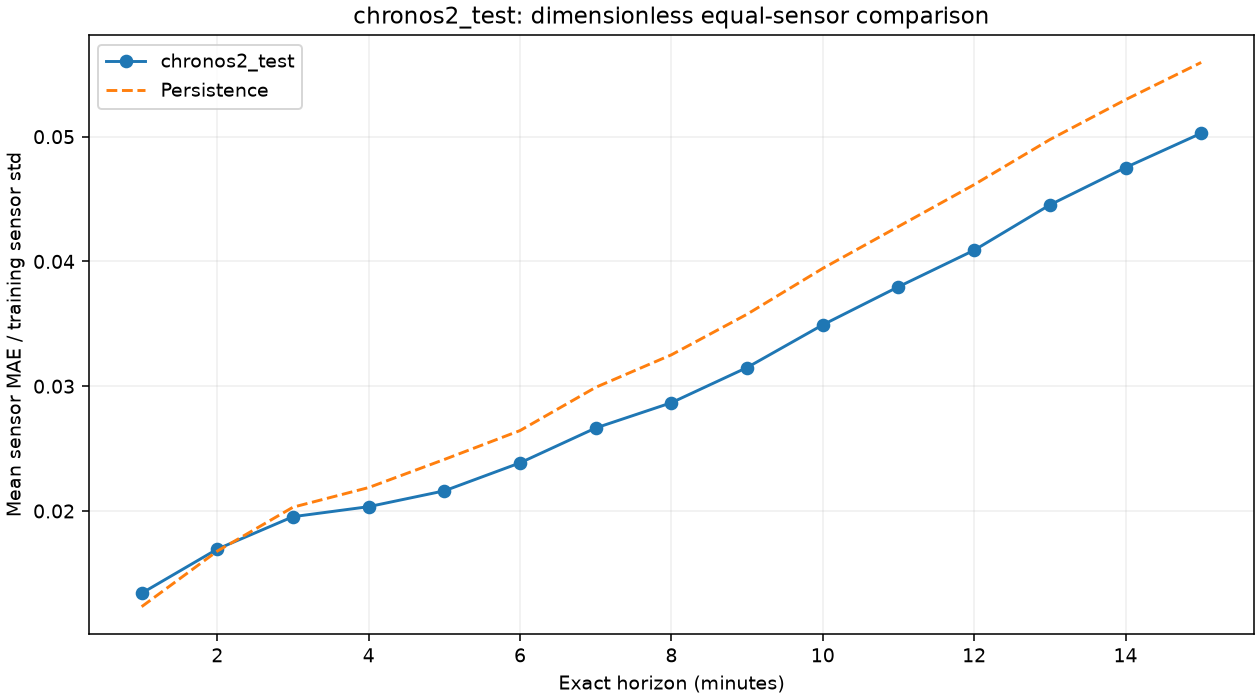 chronos2_test: dimensionless equal-sensor comparison
chronos2_test
Persistence
Mean sensor MAE / training sensor std
0.05
0.04
0.03
0.02
2 4 6 8 10 12 14
Exact horizon (minutes)